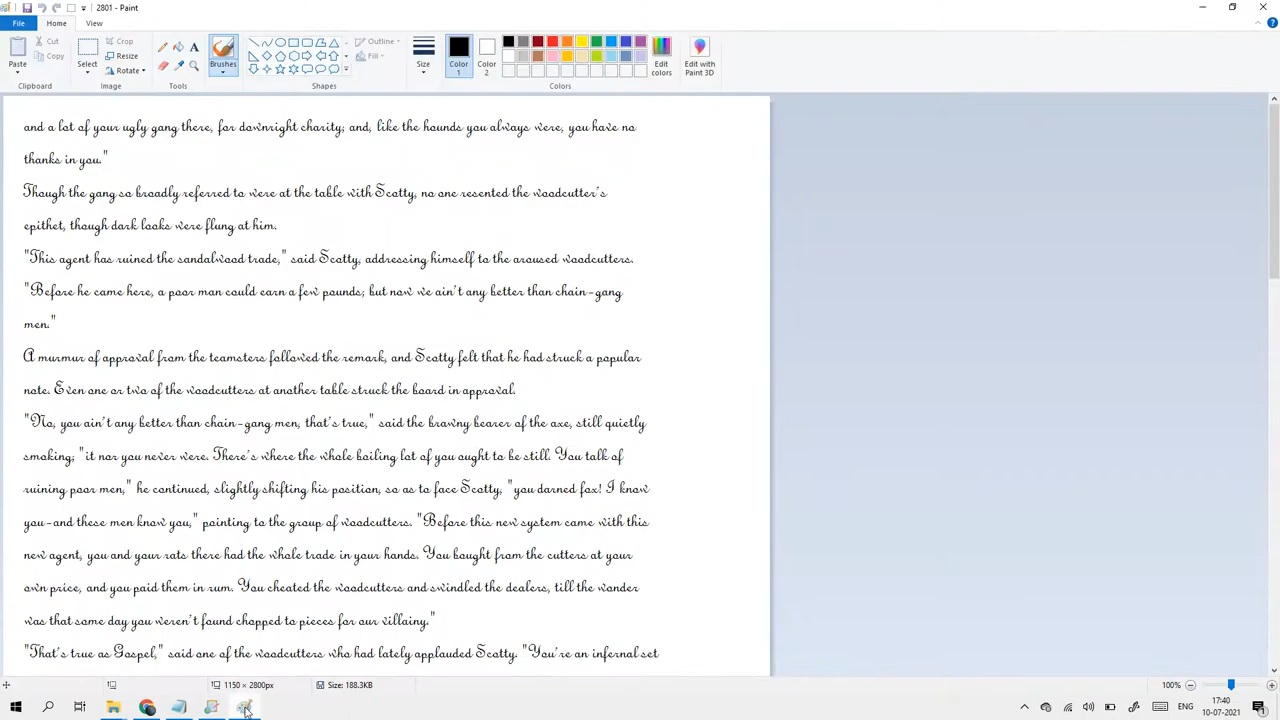 2801 - Paint
File Home View
Cut
Copy
Paste
Clipboard
Crop
Resize
Rotate
Select
Image
Tools
Brushes
Outline
Fill
Shapes
Size
Color 1
Color 2
Edit colors
Colors
Edit with Paint 3D
and a lot of your ugly gang there, for downright charity; and, like the hounds you always were, you have no
thanks in you."
Though the gang so broadly referred to were at the table with Scotty, no one resented the woodcutter's
epithet, though dark looks were flung at him.
"This agent has ruined the sandalwood trade," said Scotty, addressing himself to the aroused woodcutters.
"Before he came here, a poor man could earn a few pounds; but now we ain't any better than chain-gang
men."
A murmur of approval from the teamsters followed the remark, and Scotty felt that he had struck a popular
note. Even one or two of the woodcutters at another table struck the board in approval.
"No, you ain't any better than chain-gang men, that's true," said the brawny bearer of the axe, still quietly
smoking; "it nor you never were. There's where the whole boiling lot of you ought to be still. You talk of
ruining poor men," he continued, slightly shifting his position, so as to face Scotty; "you darned fox! I know
you-and these men know you," pointing to the group of woodcutters. "Before this new system came with this
new agent, you and your rats there had the whole trade in your hands. You bought from the cutters at your
own price, and you paid them in rum. You cheated the woodcutters and swindled the dealers, till the wonder
was that some day you weren't found chopped to pieces for our villainy."
"That's true as Gospel," said one of the woodcutters who had lately applauded Scotty. "You're an infernal set
1150 × 2800px
Size: 188.3KB
100%
ENG
17:40
10-07-2021